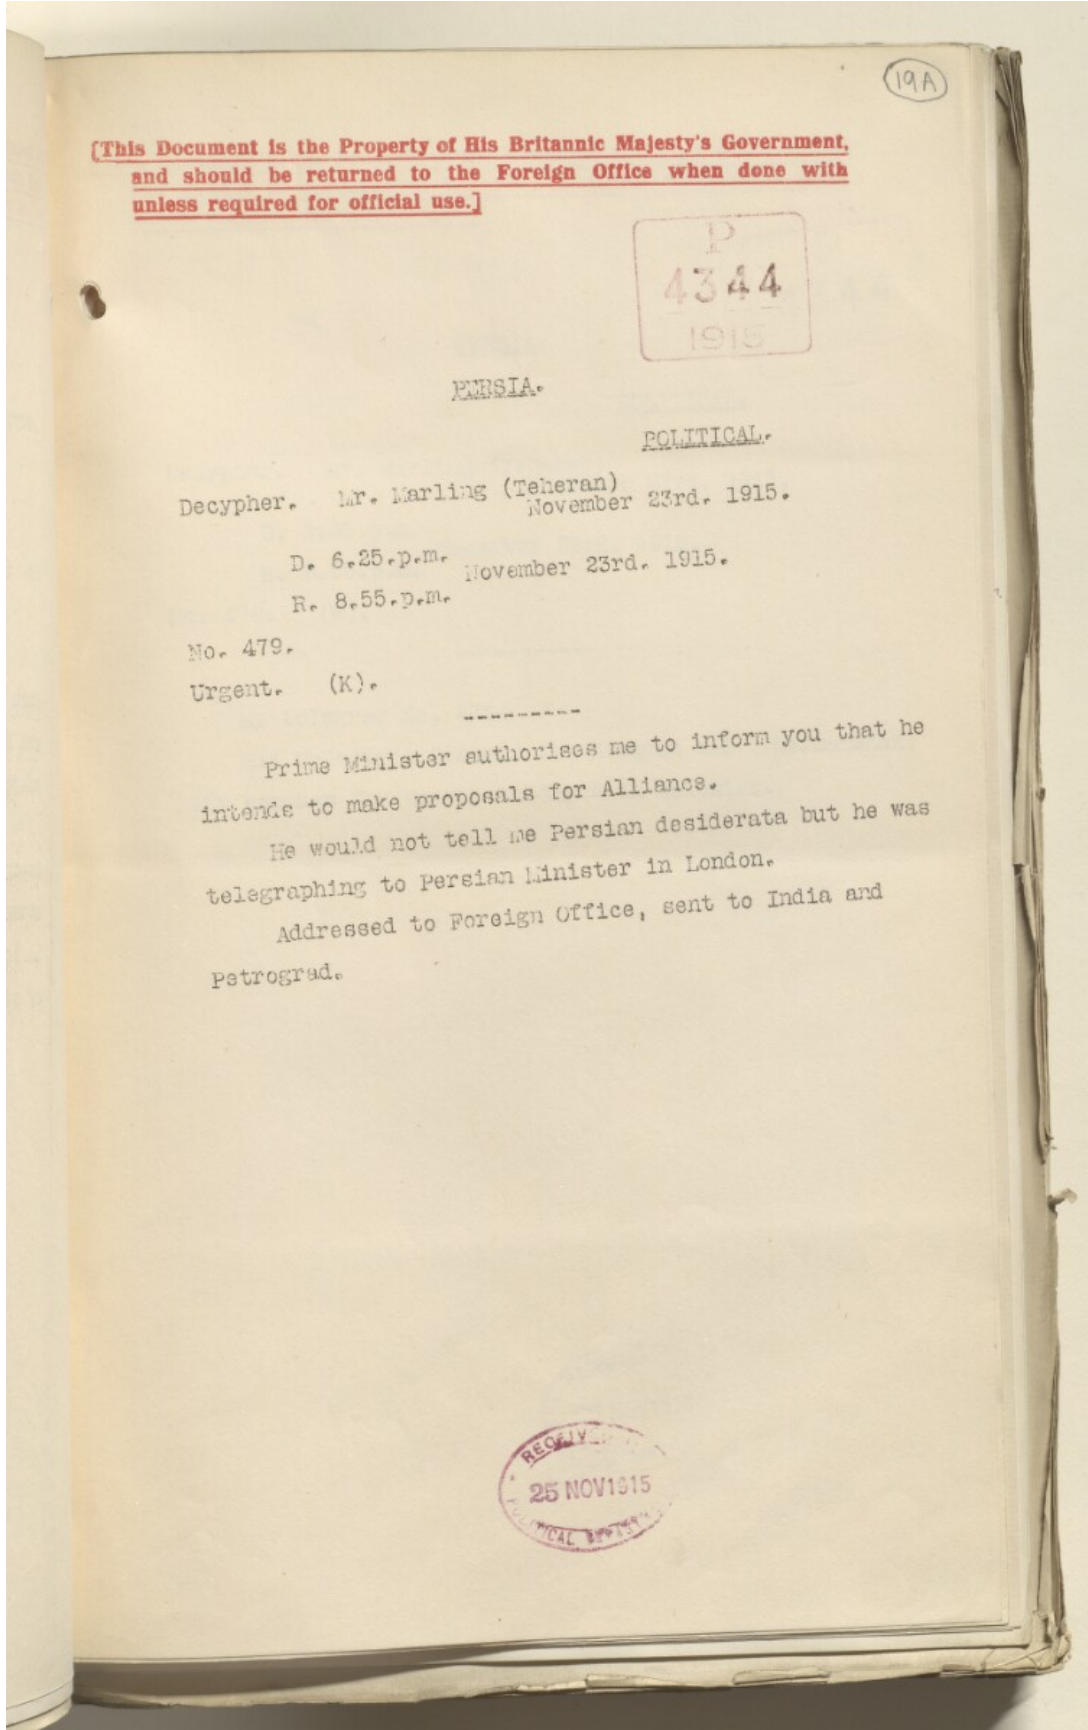 19A
[This Document is the Property of His Britannic Majesty's Government,
and should be returned to the Foreign Office when done with
unless required for official use.]
P
4344
1915
PERSIA.
POLITICAL.
Decypher. Mr. Marling (Teheran)
November 23rd. 1915.
D. 6.25.p.m.
November 23rd. 1915.
R. 8.55.p.m.
No. 479.
Urgent. (K).
---------
Prime Minister authorises me to inform you that he
intends to make proposals for Alliance.
He would not tell me Persian desiderata but he was
telegraphing to Persian Minister in London.
Addressed to Foreign Office, sent to India and
Petrograd.
25 NOV 1915
POLITICAL